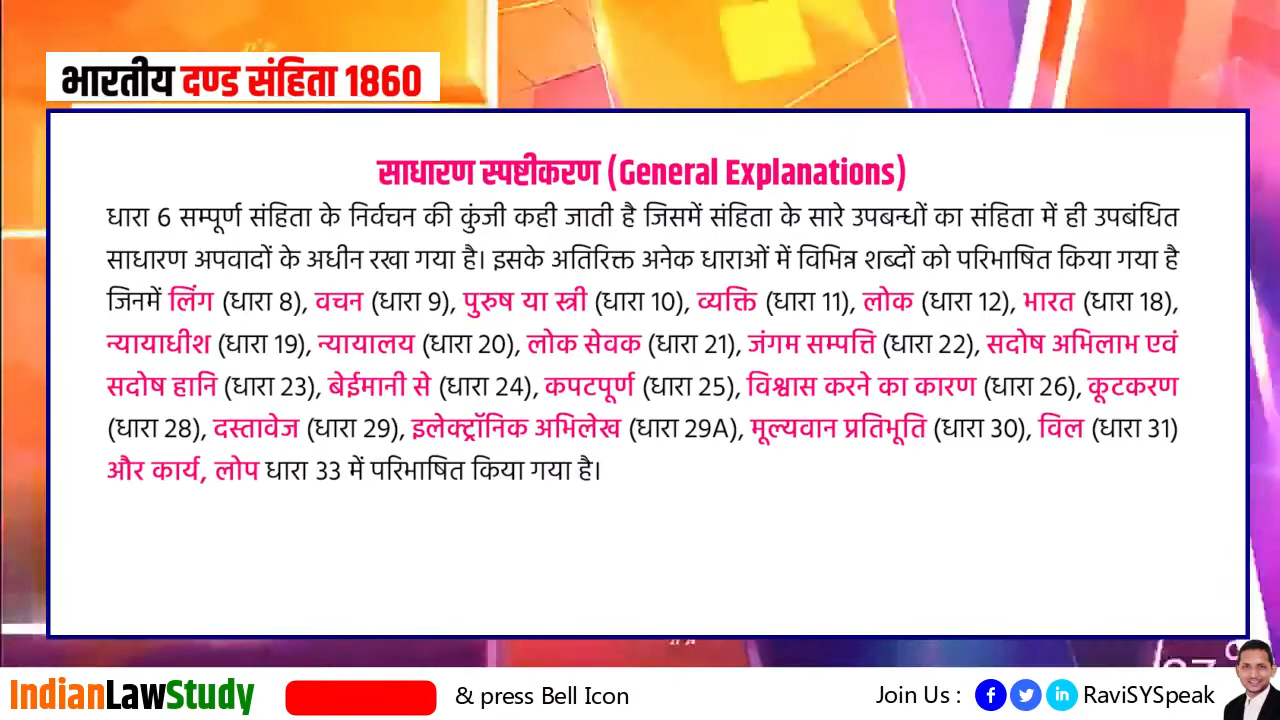 भारतीय दण्ड संहिता 1860
साधारण स्पष्टीकरण (General Explanations)
धारा 6 सम्पूर्ण संहिता के निर्वचन की कुंजी कही जाती है जिसमें संहिता के सारे उपबन्धों का संहिता में ही उपबंधित
साधारण अपवादों के अधीन रखा गया है। इसके अतिरिक्त अनेक धाराओं में विभिन्न शब्दों को परिभाषित किया गया है
जिनमें लिंग (धारा 8), वचन (धारा 9), पुरुष या स्त्री (धारा 10), व्यक्ति (धारा 11), लोक (धारा 12), भारत (धारा 18),
न्यायाधीश (धारा 19), न्यायालय (धारा 20), लोक सेवक (धारा 21), जंगम सम्पत्ति (धारा 22), सदोष अभिलाभ एवं
सदोष हानि (धारा 23), बेईमानी से (धारा 24), कपटपूर्ण (धारा 25), विश्वास करने का कारण (धारा 26), कूटकरण
(धारा 28), दस्तावेज (धारा 29), इलेक्ट्रॉनिक अभिलेख (धारा 29A), मूल्यवान प्रतिभूति (धारा 30), विल (धारा 31)
और कार्य, लोप धारा 33 में परिभाषित किया गया है।
IndianLawStudy & press Bell Icon Join Us : RaviSYSpeak